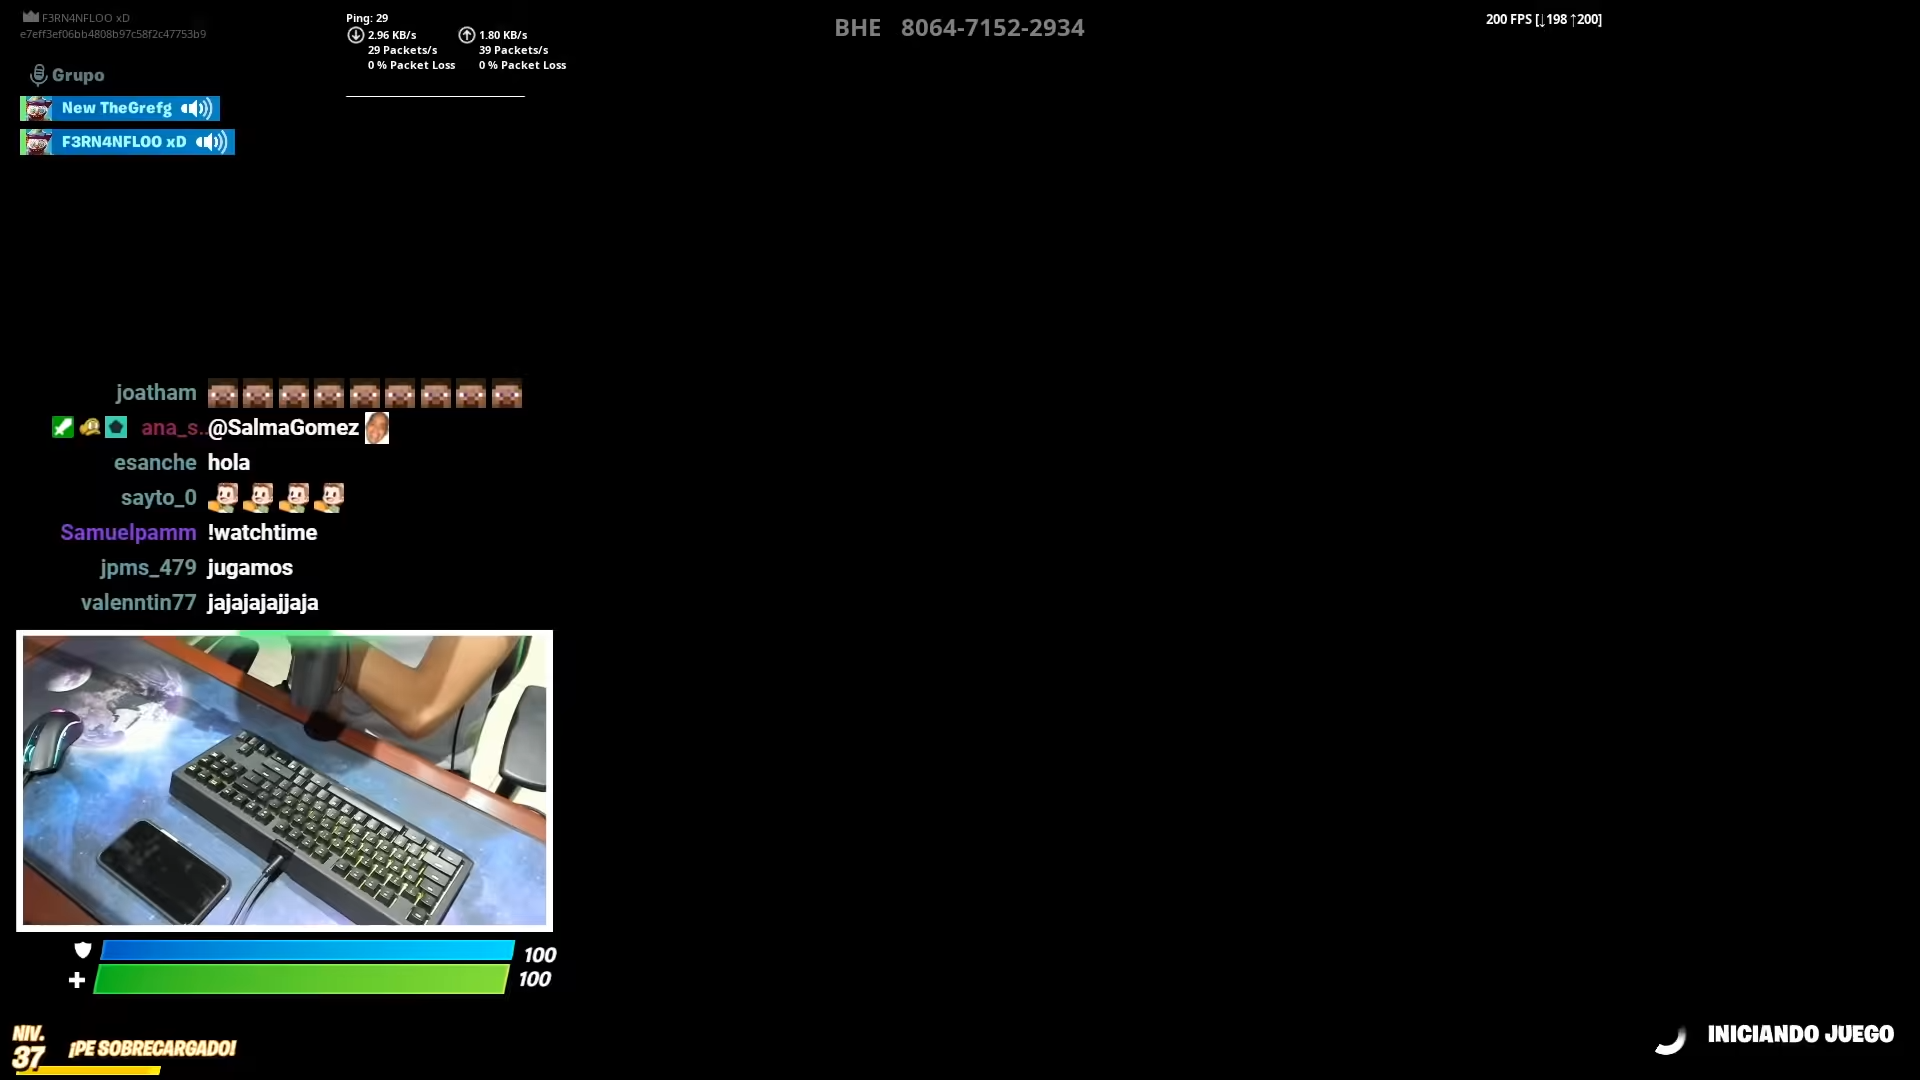 F3RN4NFLOO xD
e7eff3ef06bb4808b97c58f2c47753b9
Ping: 29
2.96 KB/s 1.80 KB/s
29 Packets/s 39 Packets/s
0 % Packet Loss 0 % Packet Loss
BHE 8064-7152-2934
200 FPS [↓198 ↑200]
Grupo
New TheGrefg
F3RN4NFLOO xD
joatham
ana_s.. @SalmaGomez
esanche hola
sayto_0
Samuelpamm !watchtime
jpms_479 jugamos
valenntin77 jajajajajjaja
100
100
NIV.
37
¡PE SOBRECARGADO!
INICIANDO JUEGO